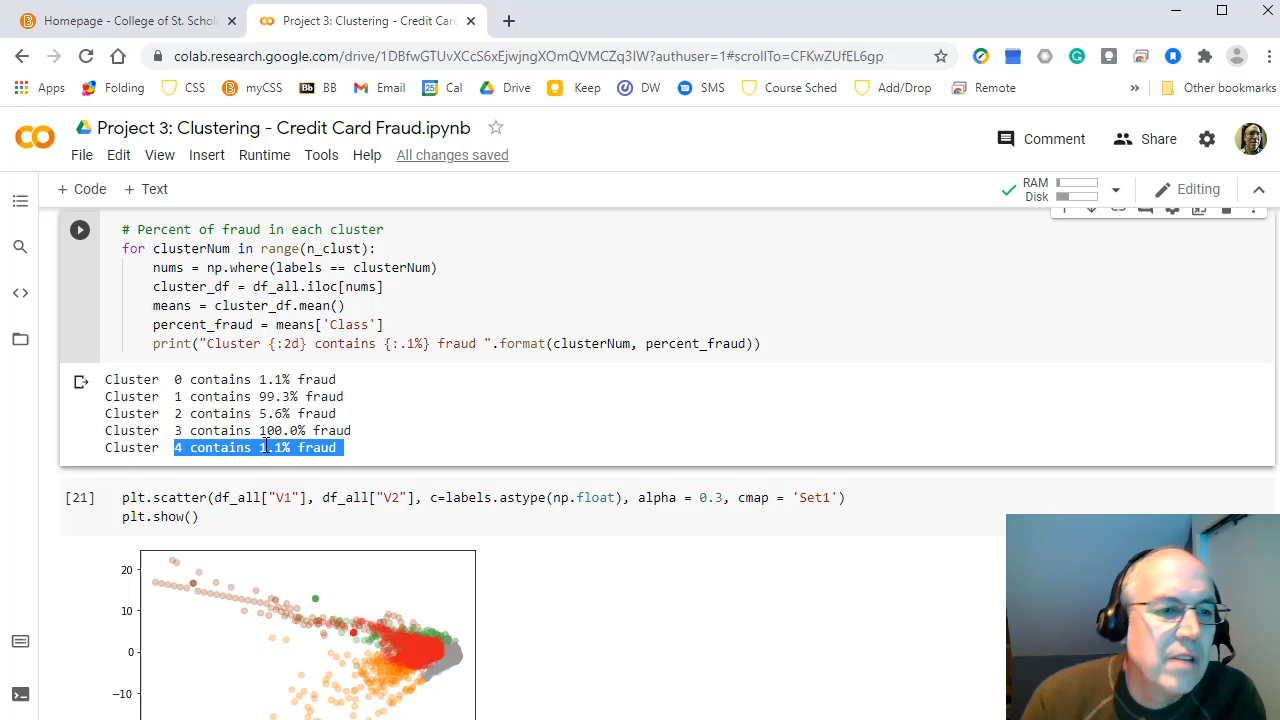 Homepage - College of St. Schol
Project 3: Clustering - Credit Card
colab.research.google.com/drive/1DBfwGTUvXCcS6xEjwjngXOmQVMCZq3IW?authuser=1#scrollTo=CFKwZUfEL6gp
Apps Folding CSS mCSS BB Email Cal Drive Keep DW SMS Course Sched Add/Drop Remote » Other bookmarks
Project 3: Clustering - Credit Card Fraud.ipynb
Comment Share
File Edit View Insert Runtime Tools Help All changes saved
+ Code + Text
RAM
Disk
Editing
# Percent of fraud in each cluster
for clusterNum in range(n_clust):
nums = np.where(labels == clusterNum)
cluster_df = df_all.iloc[nums]
means = cluster_df.mean()
percent_fraud = means['Class']
print("Cluster {:2d} contains {:.1%} fraud ".format(clusterNum, percent_fraud))
Cluster 0 contains 1.1% fraud
Cluster 1 contains 99.3% fraud
Cluster 2 contains 5.6% fraud
Cluster 3 contains 100.0% fraud
Cluster 4 contains 1.1% fraud
[21] plt.scatter(df_all["V1"], df_all["V2"], c=labels.astype(np.float), alpha = 0.3, cmap = 'Set1')
plt.show()
20
10
0
−10